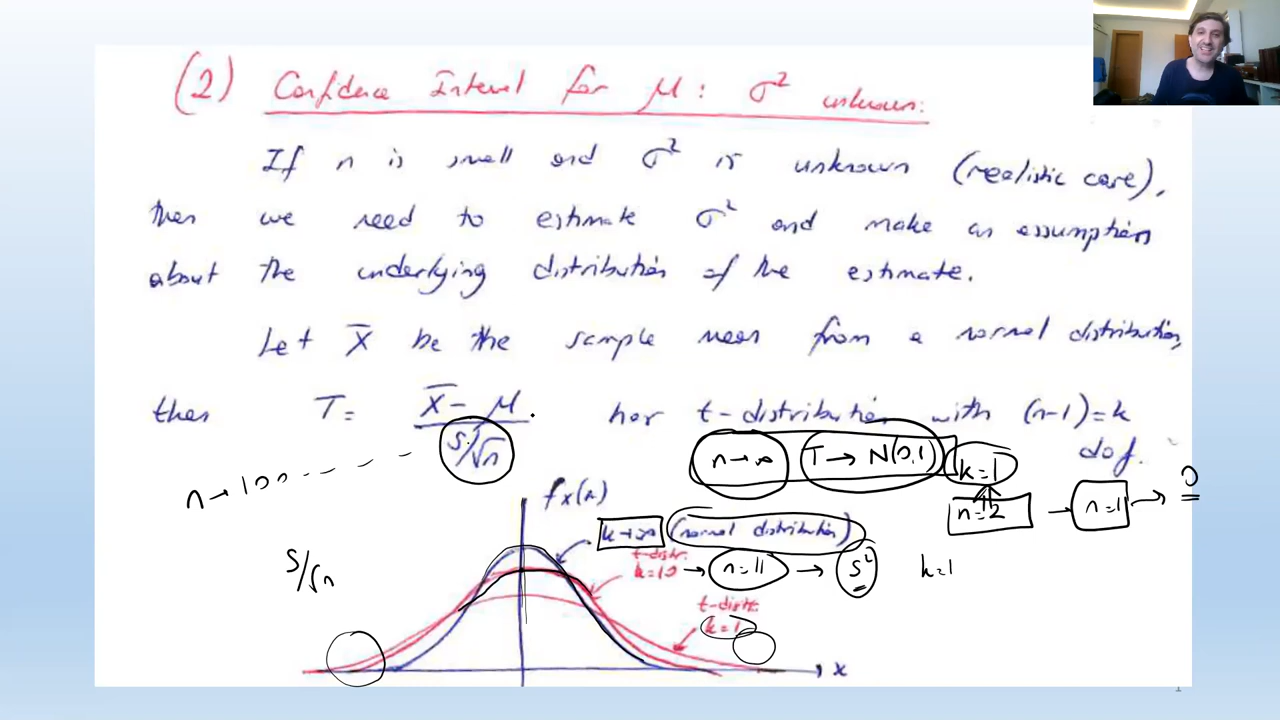 (2) Confidence Interval for μ: σ² unknown:
If n is small and σ² is unknown (realistic case),
then we need to estimate σ² and make an assumption
about the underlying distribution of the estimate.
Let X̄ be the sample mean from a normal distribution,
then T = (X̄ - μ)/(S/√n) has t-distribution with (n-1)=k
dof.
n→∞ T→N(0,1) k=1
n→100
n=2 → n=1 → 0
fx(x)
k→∞ (normal distribution)
t-distr.
k=10 → n=11 → S² k=1
S/√n
t-distr.
k=1
x
1